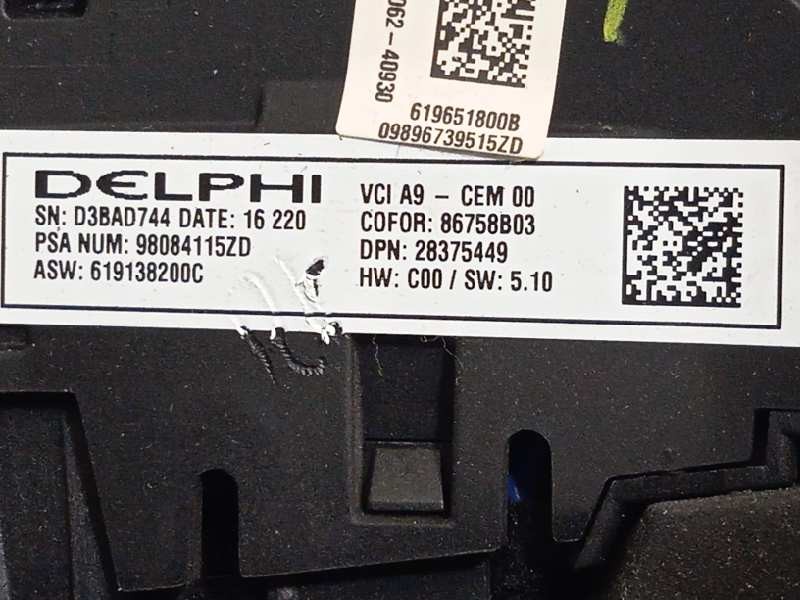 062-40930
619651800B
09896739515ZD
DELPHI
SN: D3BAD744 DATE: 16 220
PSA NUM: 98084115ZD
ASW: 619138200C
VCI A9 - CEM 00
COFOR: 86758B03
DPN: 28375449
HW: C00 / SW: 5.10